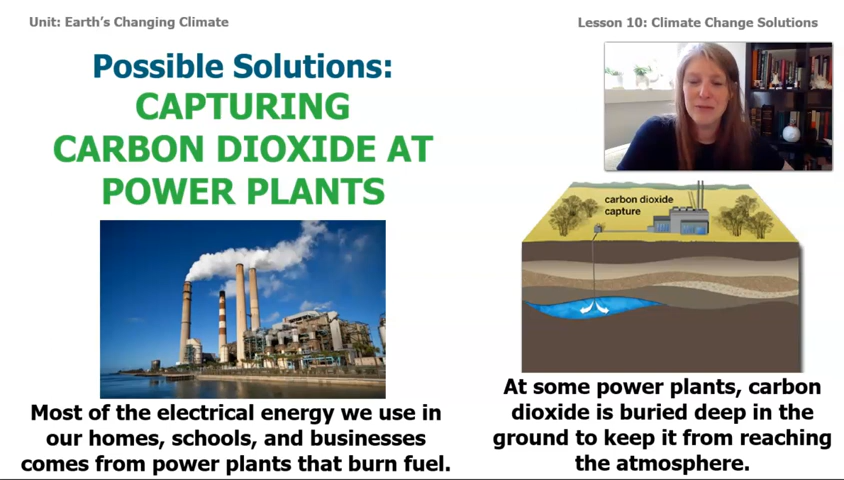 Unit: Earth's Changing Climate
Lesson 10: Climate Change Solutions
Possible Solutions:
CAPTURING
CARBON DIOXIDE AT
POWER PLANTS
carbon dioxide
capture
Most of the electrical energy we use in
our homes, schools, and businesses
comes from power plants that burn fuel.
At some power plants, carbon
dioxide is buried deep in the
ground to keep it from reaching
the atmosphere.